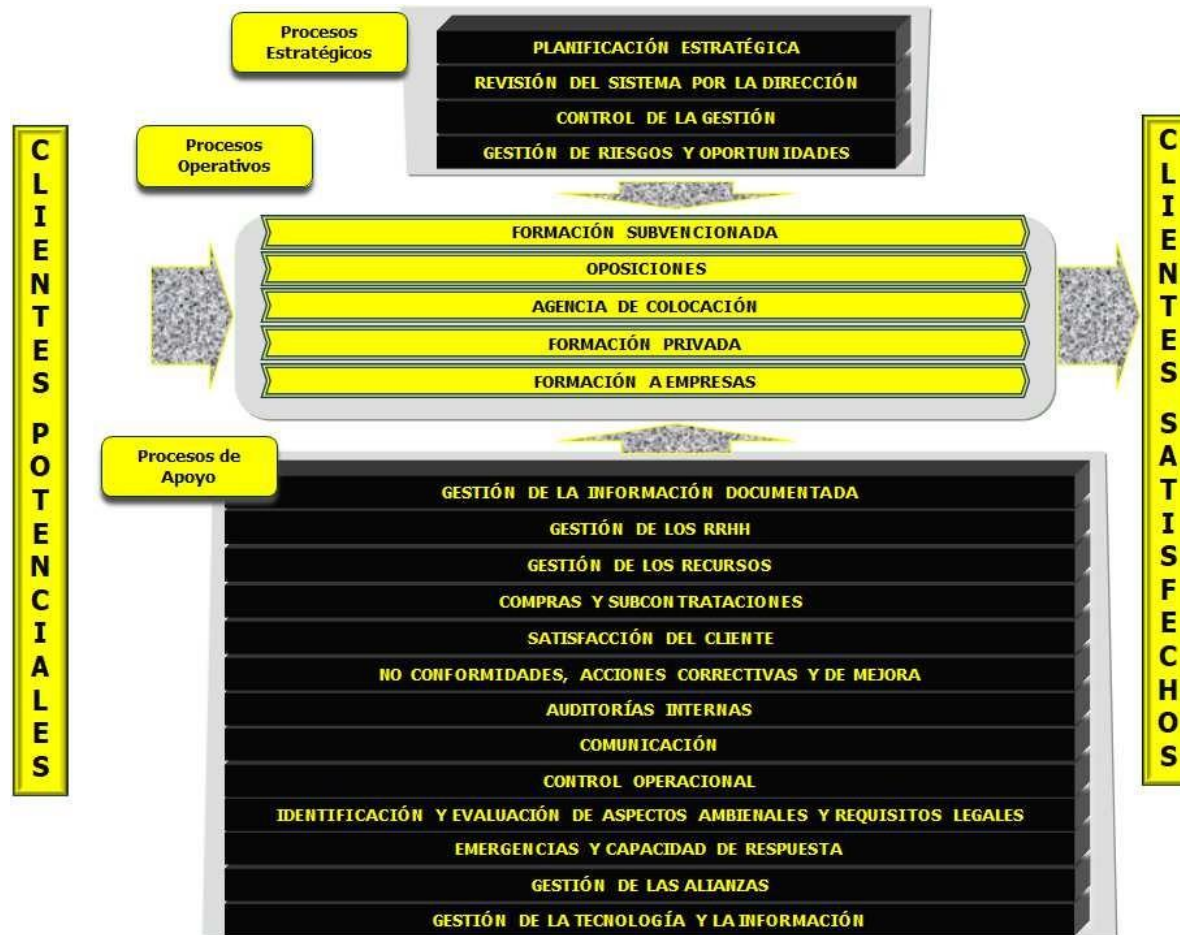 Procesos
Estratégicos
PLANIFICACIÓN ESTRATÉGICA
REVISIÓN DEL SISTEMA POR LA DIRECCIÓN
CONTROL DE LA GESTIÓN
GESTIÓN DE RIESGOS Y OPORTUNIDADES
CLIENTES POTENCIALES
Procesos
Operativos
FORMACIÓN SUBVENCIONADA
OPOSICIONES
AGENCIA DE COLOCACIÓN
FORMACIÓN PRIVADA
FORMACIÓN A EMPRESAS
CLIENTES SATISFECHOS
Procesos de
Apoyo
GESTIÓN DE LA INFORMACIÓN DOCUMENTADA
GESTIÓN DE LOS RRHH
GESTIÓN DE LOS RECURSOS
COMPRAS Y SUBCONTRATACIONES
SATISFACCIÓN DEL CLIENTE
NO CONFORMIDADES, ACCIONES CORRECTIVAS Y DE MEJORA
AUDITORÍAS INTERNAS
COMUNICACIÓN
CONTROL OPERACIONAL
IDENTIFICACIÓN Y EVALUACIÓN DE ASPECTOS AMBIENALES Y REQUISITOS LEGALES
EMERGENCIAS Y CAPACIDAD DE RESPUESTA
GESTIÓN DE LAS ALIANZAS
GESTIÓN DE LA TECNOLOGÍA Y LA INFORMACIÓN